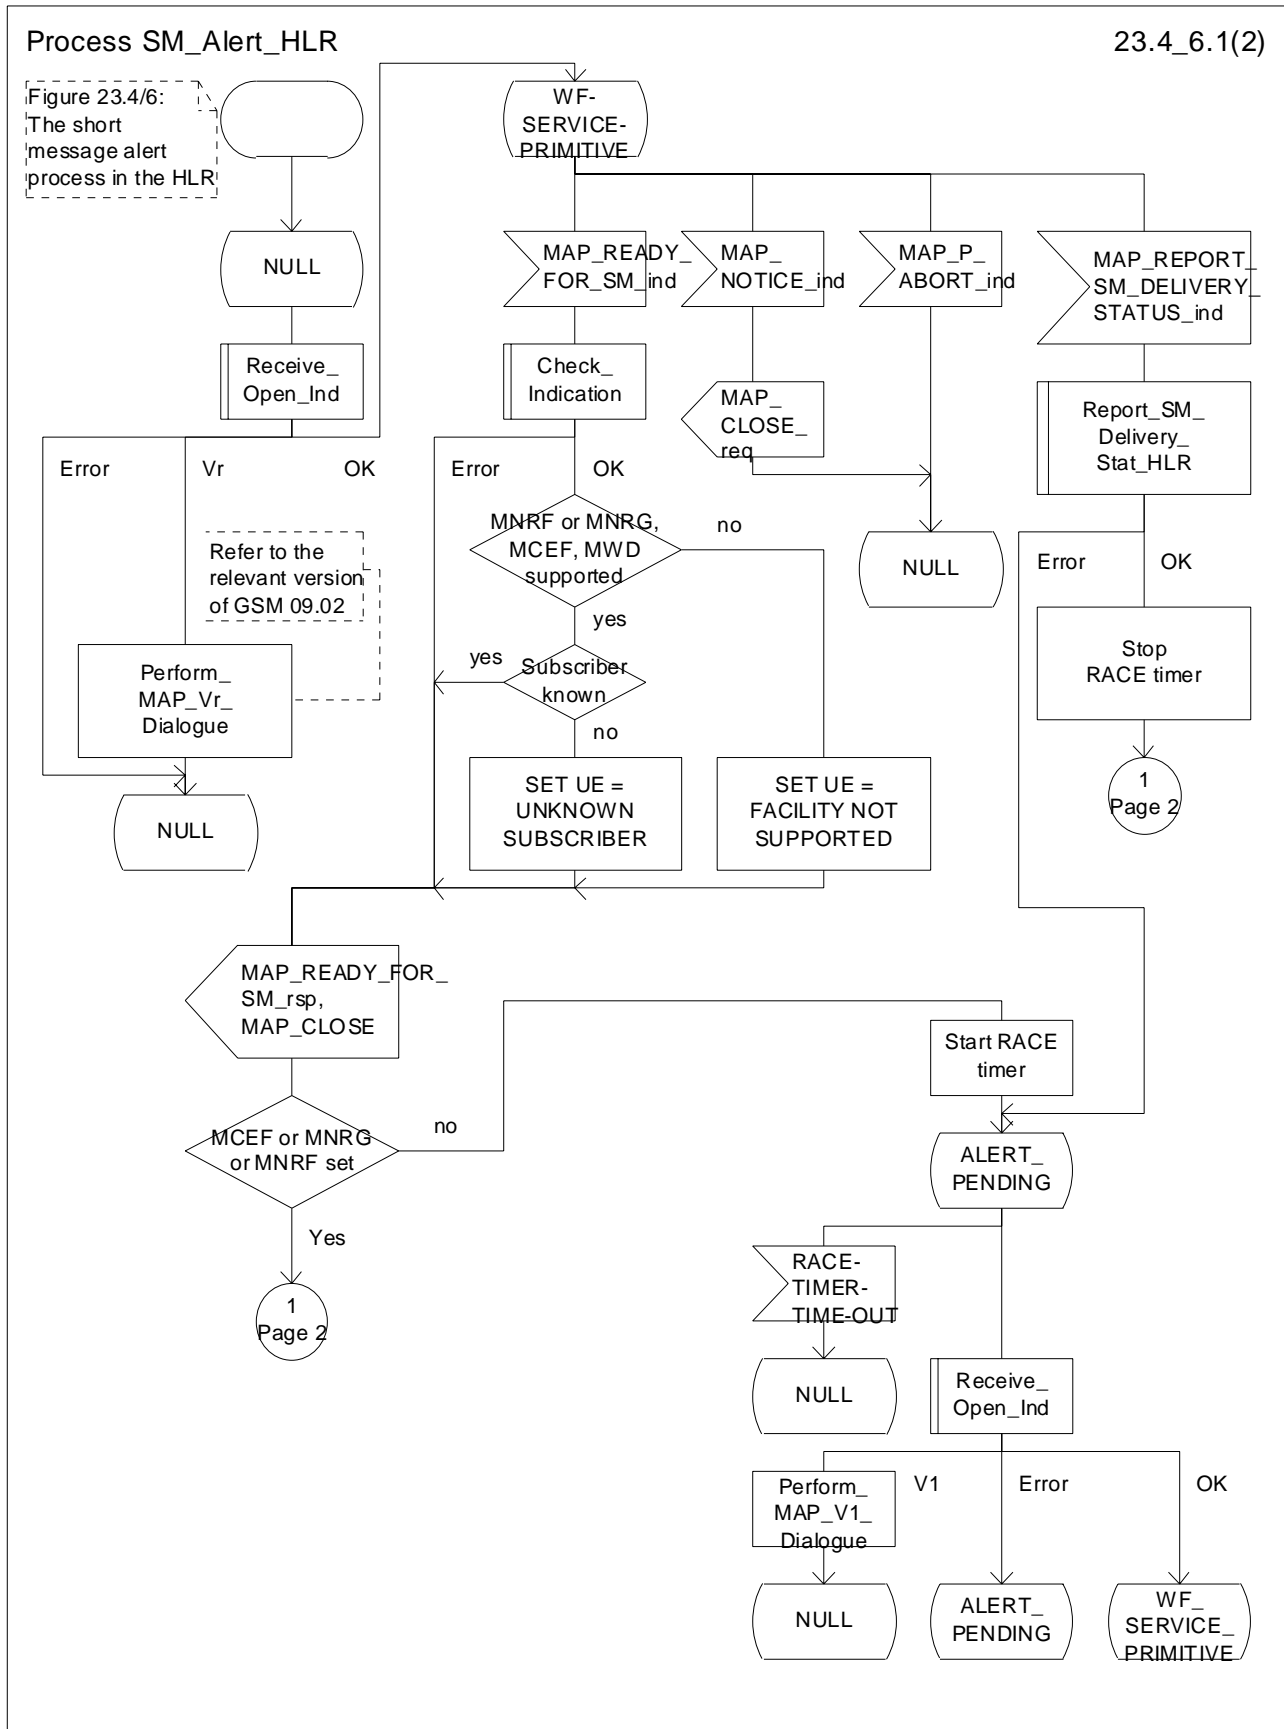 Process SM_Alert_HLR
23.4_6.1(2)
Figure 23.4/6:
The short
message alert
process in the HLR
WF-
SERVICE-
PRIMITIVE
NULL
MAP_READY_
FOR_SM_ind
MAP_
NOTICE_ind
MAP_P_
ABORT_ind
MAP_REPORT_
SM_DELIVERY_
STATUS_ind
Receive_
Open_Ind
Check_
Indication
MAP_
CLOSE_
req
Report_SM_
Delivery_
Stat_HLR
Error
Vr
OK
Error
OK
MNRF or MNRG,
MCEF, MWD
supported
no
Refer to the
relevant version
of GSM 09.02
NULL
Error
OK
yes
yes
Subscriber
known
no
Stop
RACE timer
Perform_
MAP_Vr_
Dialogue
SET UE =
UNKNOWN
SUBSCRIBER
SET UE =
FACILITY NOT
SUPPORTED
1
Page 2
NULL
MAP_READY_FOR_
SM_rsp,
MAP_CLOSE
Start RACE
timer
MCEF or MNRG
or MNRF set
no
ALERT_
PENDING
Yes
RACE-
TIMER-
TIME-OUT
1
Page 2
NULL
Receive_
Open_Ind
Perform_
MAP_V1_
Dialogue
V1
Error
OK
NULL
ALERT_
PENDING
WF_
SERVICE_
PRIMITIVE